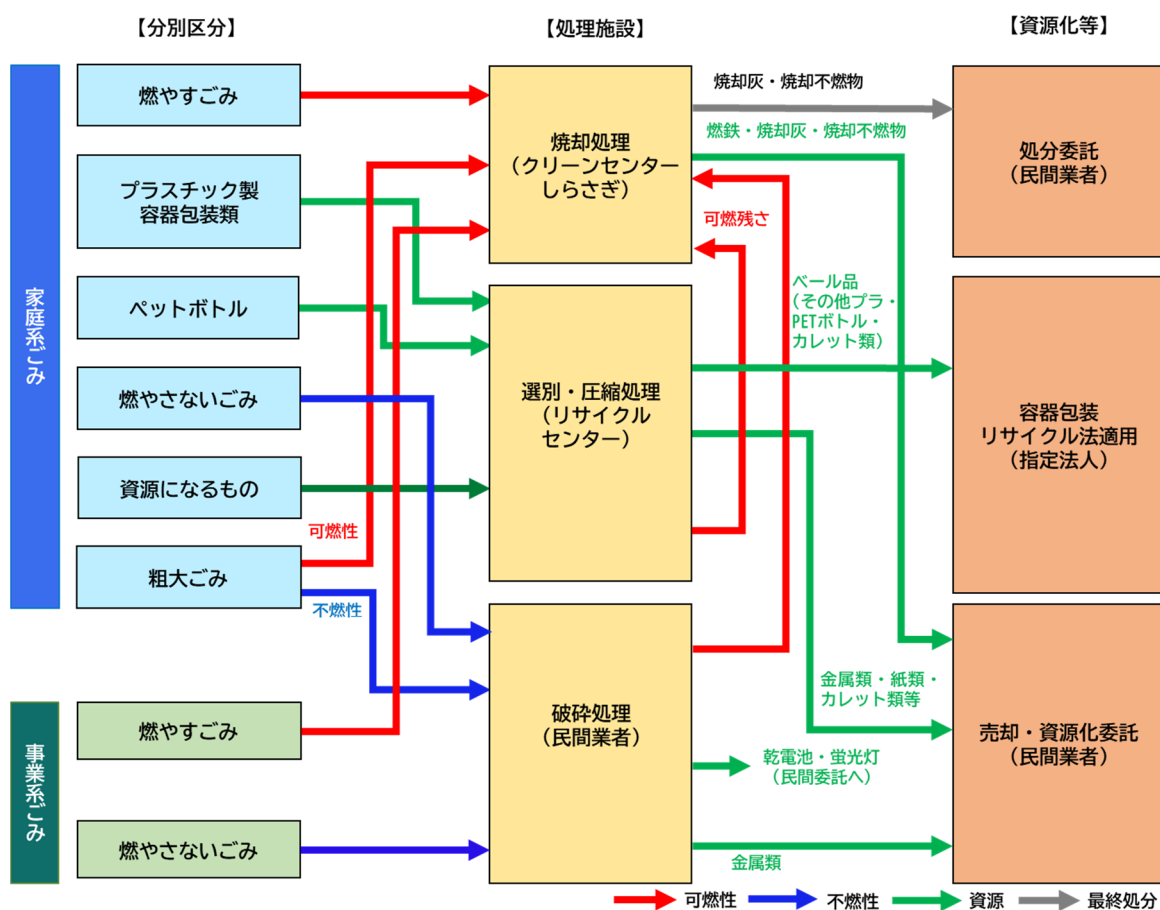 【分別区分】
【処理施設】
【資源化等】
家庭系ごみ
燃やすごみ
プラスチック製
容器包装類
ペットボトル
燃やさないごみ
資源になるもの
粗大ごみ
可燃性
不燃性
事業系ごみ
燃やすごみ
燃やさないごみ
焼却処理
（クリーンセンター
しらさぎ）
選別・圧縮処理
（リサイクル
センター）
破砕処理
（民間業者）
焼却灰・焼却不燃物
燃鉄・焼却灰・焼却不燃物
可燃残さ
ベール品
（その他プラ・
PETボトル・
カレット類）
金属類・紙類・
カレット類等
乾電池・蛍光灯
（民間委託へ）
金属類
処分委託
（民間業者）
容器包装
リサイクル法適用
（指定法人）
売却・資源化委託
（民間業者）
可燃性
不燃性
資源
最終処分